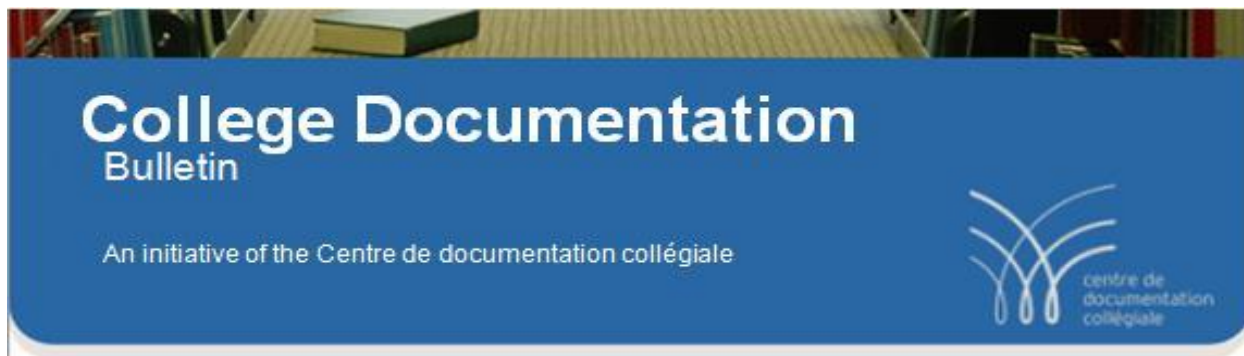 College Documentation
Bulletin
An initiative of the Centre de documentation collégiale
centre de
documentation
collégiale